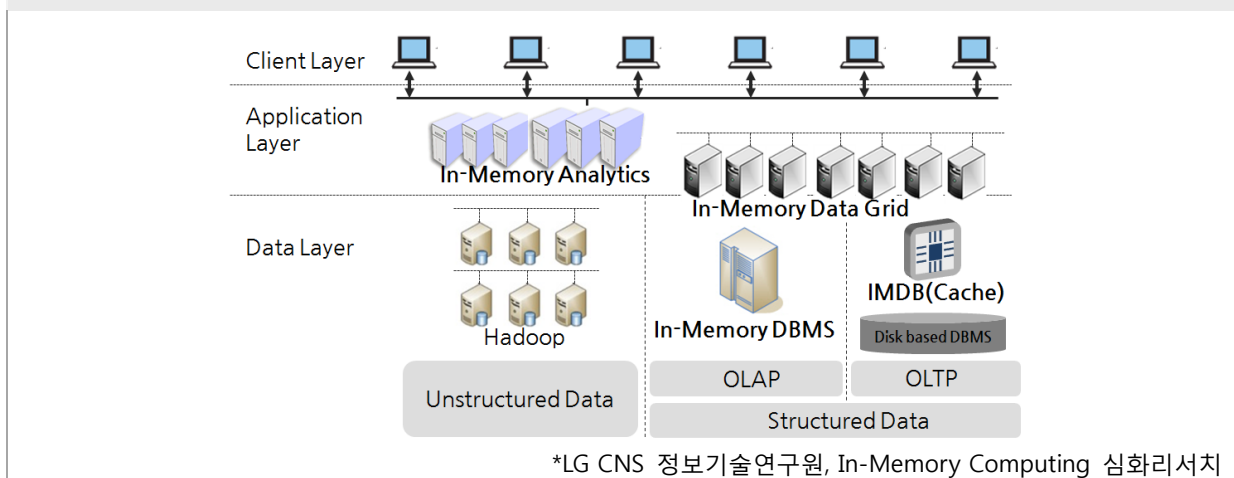 Client Layer
Application
Layer
In-Memory Analytics
In-Memory Data Grid
Data Layer
Hadoop
In-Memory DBMS
IMDB(Cache)
Disk based DBMS
Unstructured Data
OLAP
OLTP
Structured Data
*LG CNS 정보기술연구원, In-Memory Computing 심화리서치